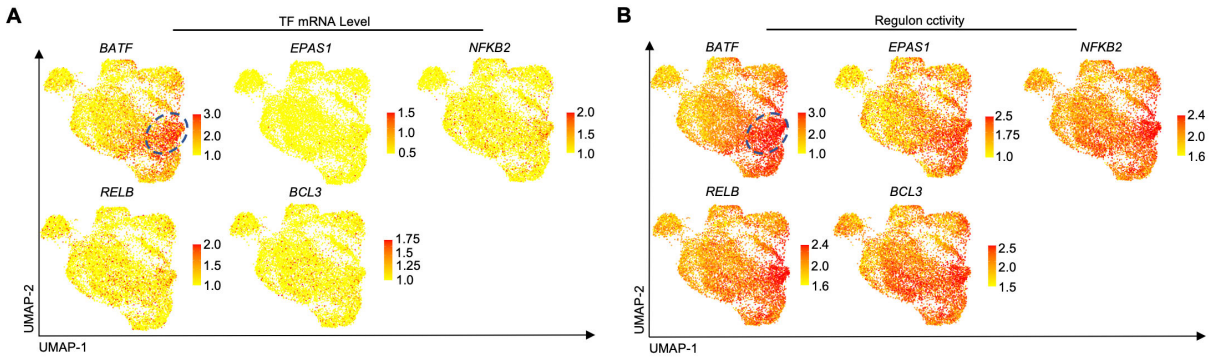 A
TF mRNA Level
BATF
EPAS1
NFKB2
3.0
2.0
1.0
1.5
1.0
0.5
2.0
1.5
1.0
RELB
BCL3
2.0
1.5
1.0
1.75
1.5
1.25
1.0
UMAP-2
UMAP-1
B
Regulon cctivity
BATF
EPAS1
NFKB2
3.0
2.0
1.0
2.5
1.75
1.0
2.4
2.0
1.6
RELB
BCL3
2.4
2.0
1.6
2.5
2.0
1.5
UMAP-2
UMAP-1